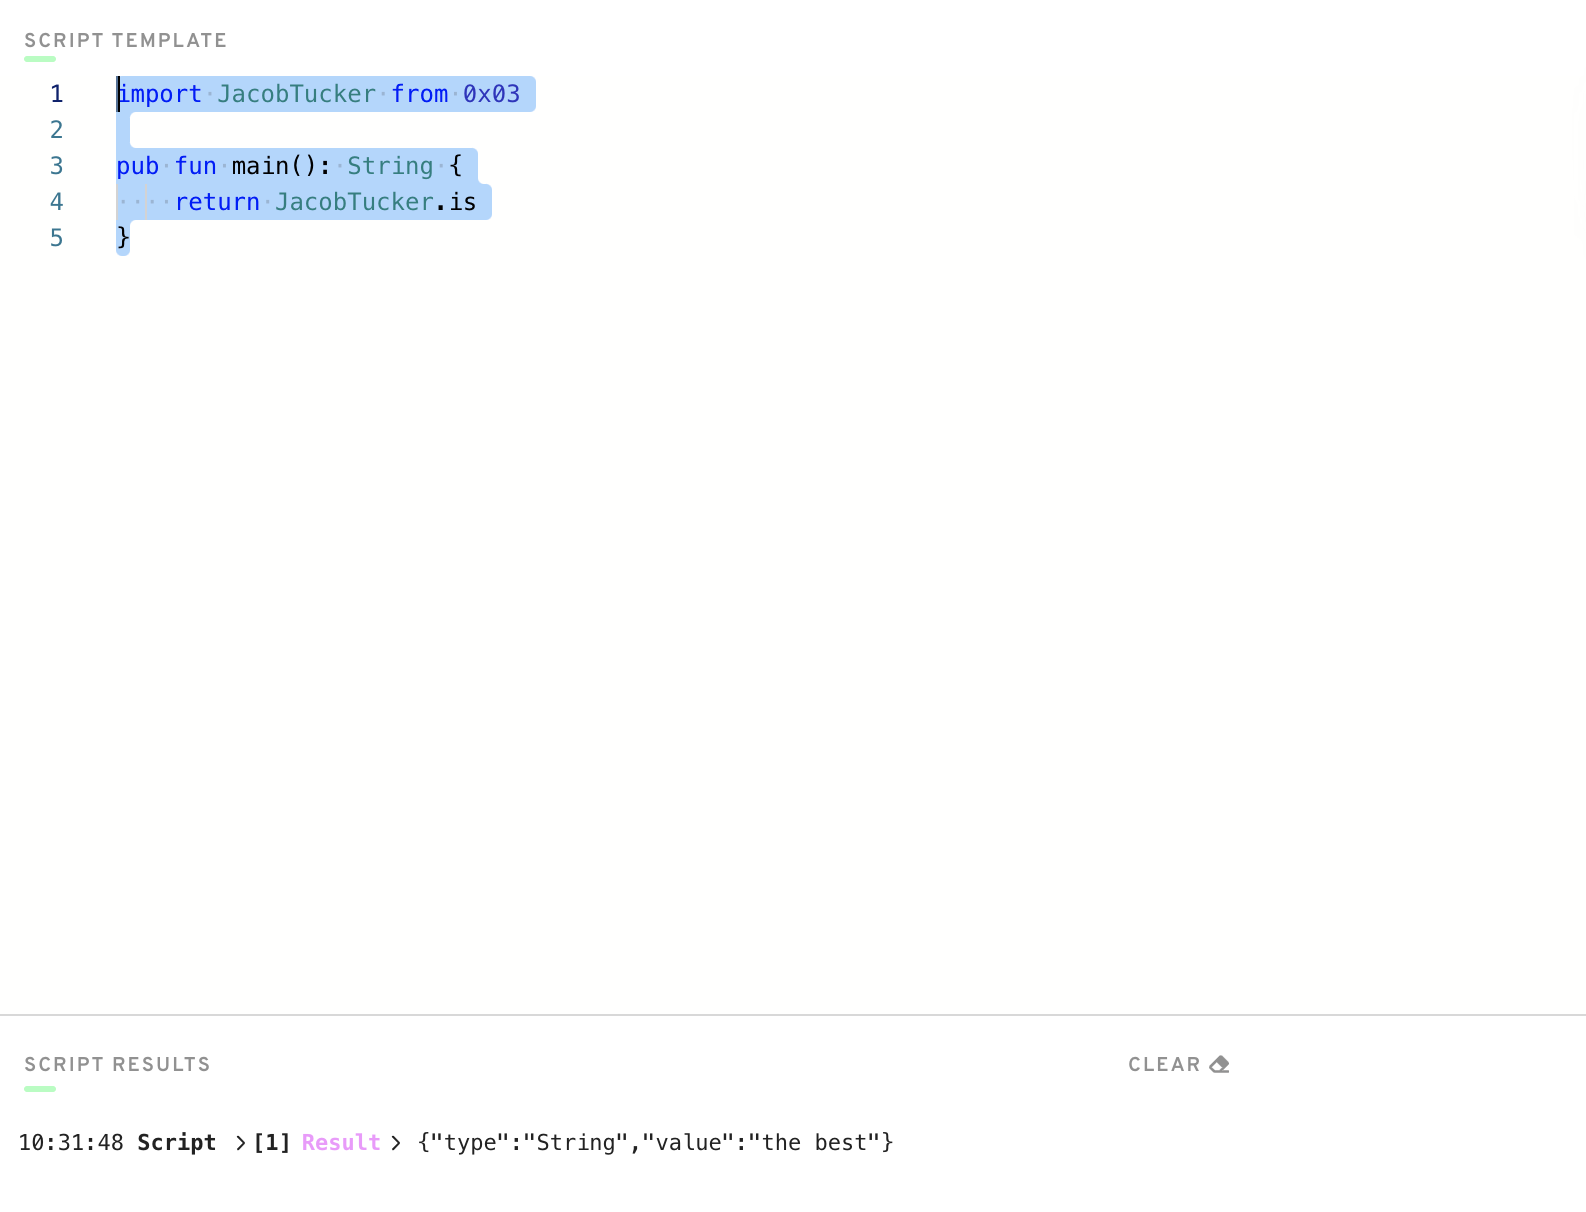 SCRIPT TEMPLATE
1 import JacobTucker from 0x03
2
3 pub fun main(): String {
4     return JacobTucker.is
5 }
SCRIPT RESULTS CLEAR
10:31:48 Script >[1] Result > {"type":"String","value":"the best"}